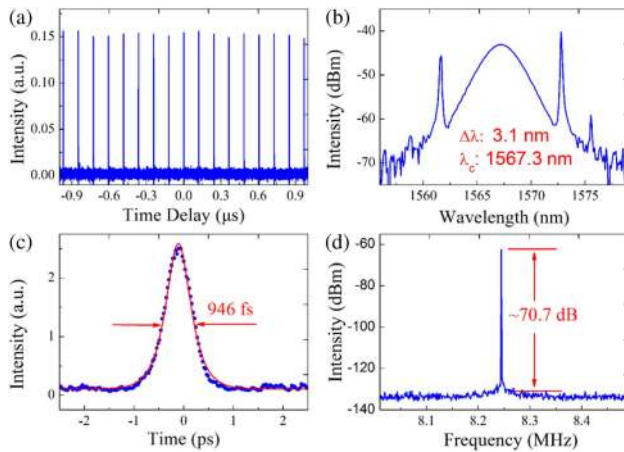 (a)
0.15
0.10
0.05
0.00
Intensity (a.u.)
-0.9 -0.6 -0.3 0.0 0.3 0.6 0.9
Time Delay (μs)
(b)
-40
-50
-60
-70
Intensity (dBm)
Δλ: 3.1 nm
λc: 1567.3 nm
1560 1565 1570 1575
Wavelength (nm)
(c)
2
1
0
Intensity (a.u.)
946 fs
-2 -1 0 1 2
Time (ps)
(d)
-60
-80
-100
-120
-140
Intensity (dBm)
~70.7 dB
8.1 8.2 8.3 8.4
Frequency (MHz)